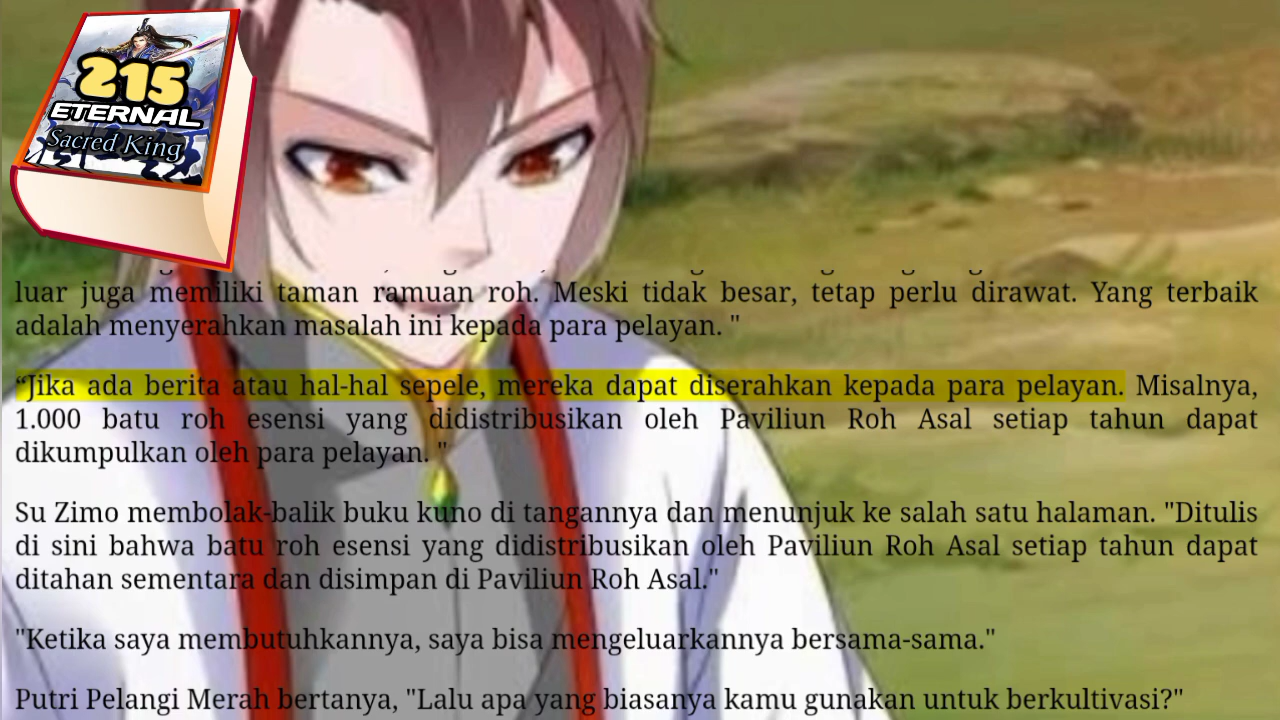 215
ETERNAL
Sacred King
luar juga memiliki taman ramuan roh. Meski tidak besar, tetap perlu dirawat. Yang terbaik
adalah menyerahkan masalah ini kepada para pelayan. "
“Jika ada berita atau hal-hal sepele, mereka dapat diserahkan kepada para pelayan. Misalnya,
1.000 batu roh esensi yang didistribusikan oleh Paviliun Roh Asal setiap tahun dapat
dikumpulkan oleh para pelayan. "
Su Zimo membolak-balik buku kuno di tangannya dan menunjuk ke salah satu halaman. "Ditulis
di sini bahwa batu roh esensi yang didistribusikan oleh Paviliun Roh Asal setiap tahun dapat
ditahan sementara dan disimpan di Paviliun Roh Asal."
"Ketika saya membutuhkannya, saya bisa mengeluarkannya bersama-sama."
Putri Pelangi Merah bertanya, "Lalu apa yang biasanya kamu gunakan untuk berkultivasi?"